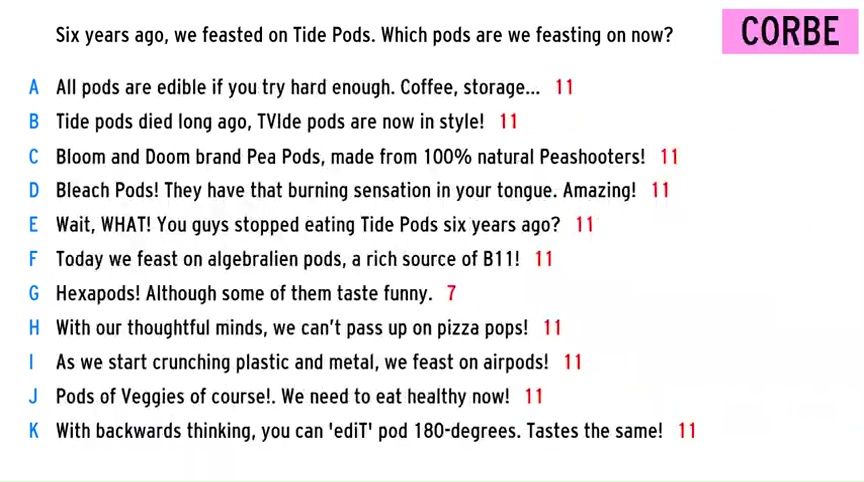 Six years ago, we feasted on Tide Pods. Which pods are we feasting on now?
CORBE
A All pods are edible if you try hard enough. Coffee, storage... 11
B Tide pods died long ago, TVIde pods are now in style! 11
C Bloom and Doom brand Pea Pods, made from 100% natural Peashooters! 11
D Bleach Pods! They have that burning sensation in your tongue. Amazing! 11
E Wait, WHAT! You guys stopped eating Tide Pods six years ago? 11
F Today we feast on algebralien pods, a rich source of B11! 11
G Hexapods! Although some of them taste funny. 7
H With our thoughtful minds, we can't pass up on pizza pops! 11
I As we start crunching plastic and metal, we feast on airpods! 11
J Pods of Veggies of course!. We need to eat healthy now! 11
K With backwards thinking, you can 'ediT' pod 180-degrees. Tastes the same! 11